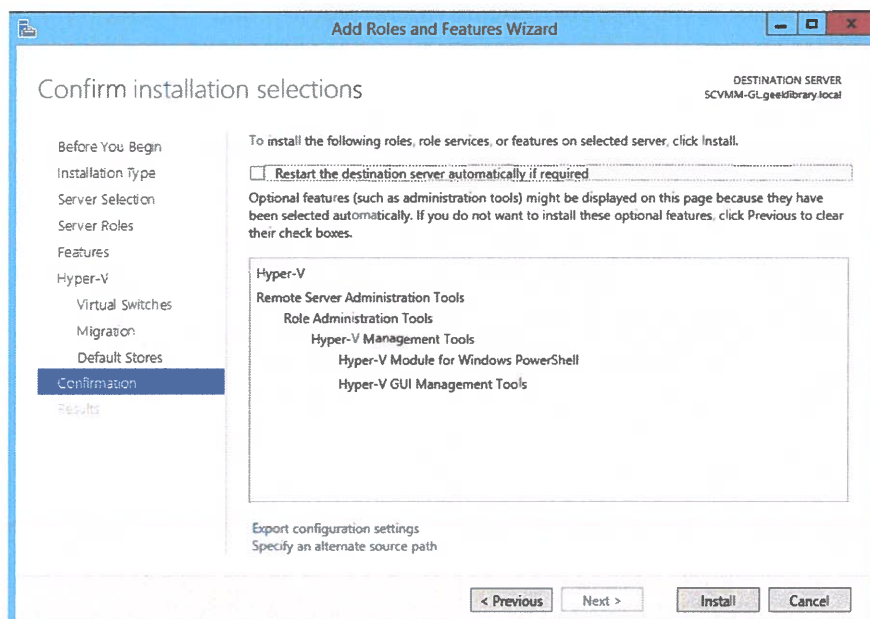 Add Roles and Features Wizard
Confirm installation selections
DESTINATION SERVER
SCVMM-GL.geeklibrary.local
Before You Begin
Installation Type
Server Selection
Server Roles
Features
Hyper-V
Virtual Switches
Migration
Default Stores
Confirmation
Results
To install the following roles, role services, or features on selected server, click Install.
Restart the destination server automatically if required
Optional features (such as administration tools) might be displayed on this page because they have
been selected automatically. If you do not want to install these optional features, click Previous to clear
their check boxes.
Hyper-V
Remote Server Administration Tools
Role Administration Tools
Hyper-V Management Tools
Hyper-V Module for Windows PowerShell
Hyper-V GUI Management Tools
Export configuration settings
Specify an alternate source path
< Previous
Next >
Install
Cancel